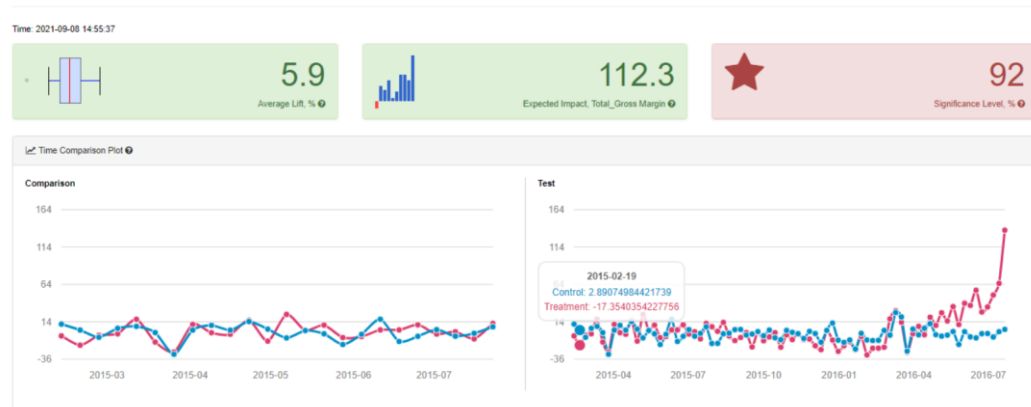 Time: 2021-09-08 14:55:37
5.9
Average Lift, %
112.3
Expected Impact, Total_Gross Margin
92
Significance Level, %
Time Comparison Plot
Comparison
164
114
64
14
-36
2015-03 2015-04 2015-05 2015-06 2015-07
Test
164
114
2015-02-19
Control: 2.89074984421739
Treatment: -17.3540354227756
14
-36
2015-04 2015-07 2015-10 2016-01 2016-04 2016-07